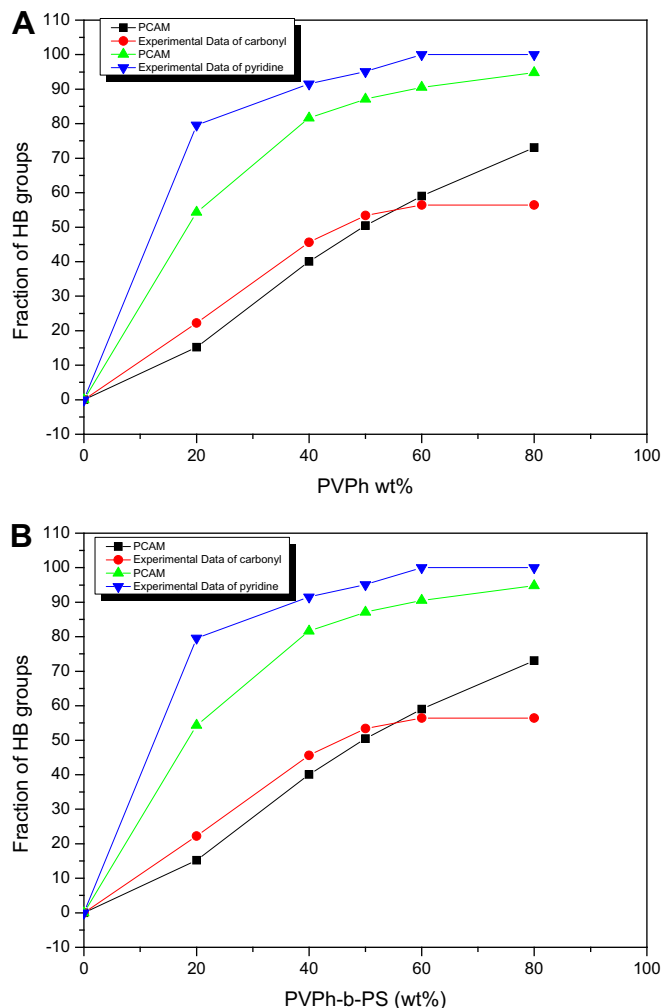 A
110
100
90
80
70
60
50
40
30
20
10
0
-10
PCAM
Experimental Data of carbonyl
PCAM
Experimental Data of pyridine
Fraction of HB groups
0 20 40 60 80 100
PVPh wt%
B
110
100
90
80
70
60
50
40
30
20
10
0
-10
PCAM
Experimental Data of carbonyl
PCAM
Experimental Data of pyridine
Fraction of HB groups
0 20 40 60 80 100
PVPh-b-PS (wt%)